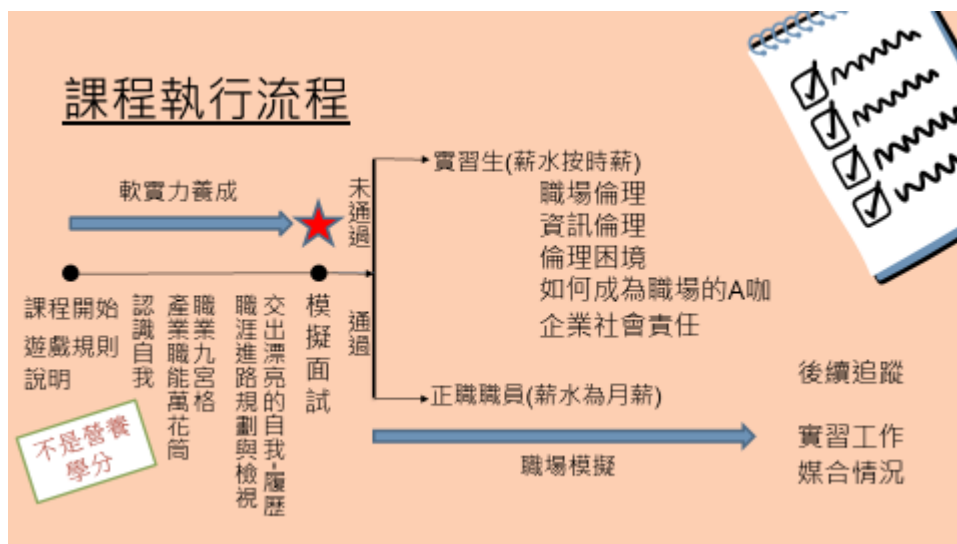 課程執行流程
軟實力養成
課程開始
遊戲規則
說明
不是營養
學分
認識自我
職業九宮格
產業職能萬花筒
交出漂亮的自我-履歷
職涯進路規劃與檢視
模擬面試
未通過
通過
實習生(薪水按時薪)
職場倫理
資訊倫理
倫理困境
如何成為職場的A咖
企業社會責任
正職職員(薪水為月薪)
職場模擬
後續追蹤
實習工作
媒合情況